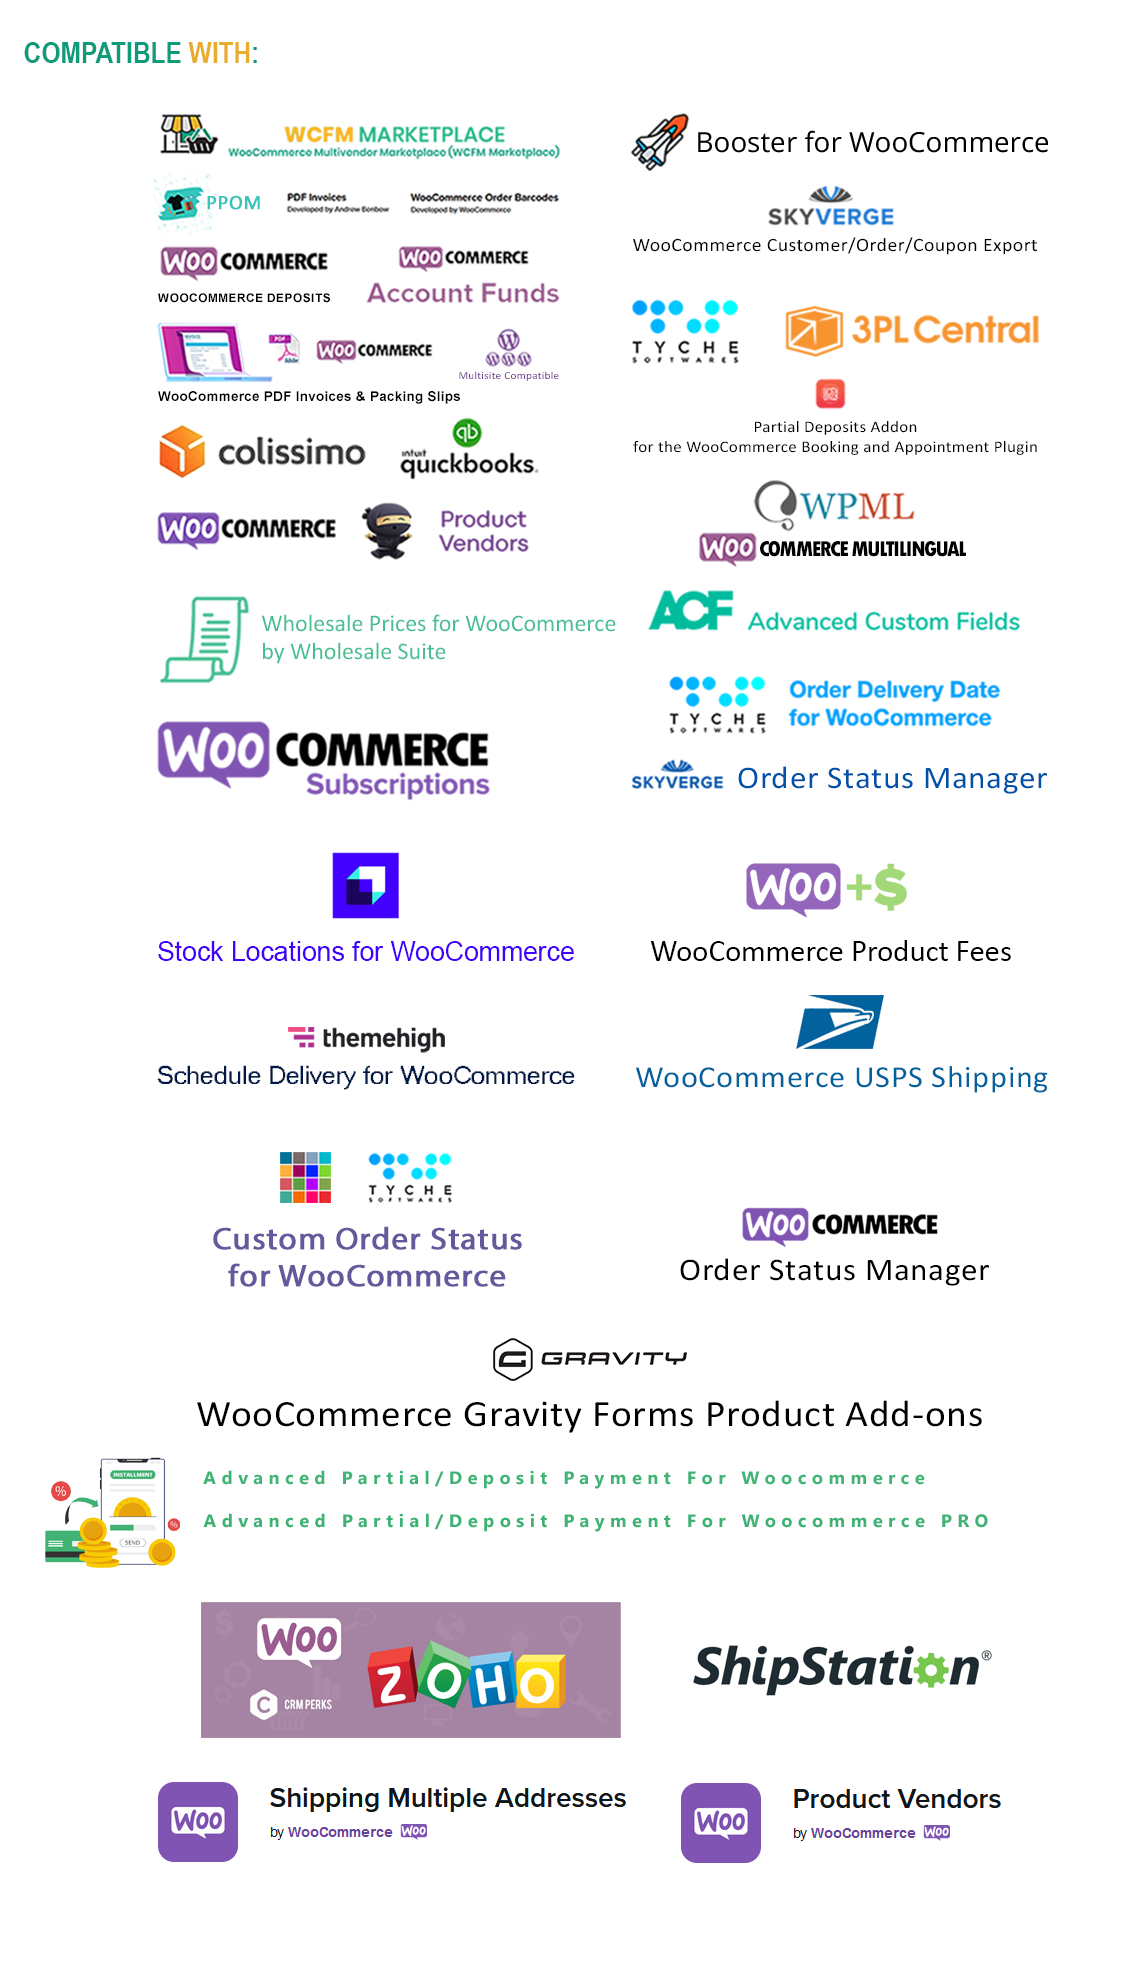 COMPATIBLE WITH:
WCFM MARKETPLACE
WooCommerce Multivendor Marketplace (WCFM Marketplace)
PPOM
PDF Invoices
Developed by Andrew Benbow
WooCommerce Order Barcodes
Developed by WooCommerce
WOO COMMERCE
WOOCOMMERCE DEPOSITS
WOO COMMERCE
Account Funds
INVOICE
PDF
Adobe
WOO COMMERCE
Multisite Compatible
WooCommerce PDF Invoices & Packing Slips
colissimo
qb
intuit
quickbooks.
WOO COMMERCE
Product
Vendors
Wholesale Prices for WooCommerce
by Wholesale Suite
WOO COMMERCE
Subscriptions
Booster for WooCommerce
SKYVERGE
WooCommerce Customer/Order/Coupon Export
TYCHE
SOFTWARES
3PL Central
Partial Deposits Addon
for the WooCommerce Booking and Appointment Plugin
WPML
WOO COMMERCE MULTILINGUAL
ACF Advanced Custom Fields
TYCHE
SOFTWARES
Order Delivery Date
for WooCommerce
SKYVERGE Order Status Manager
Stock Locations for WooCommerce
WOO +$
WooCommerce Product Fees
themehigh
Schedule Delivery for WooCommerce
WooCommerce USPS Shipping
TYCHE
SOFTWARES
Custom Order Status
for WooCommerce
WOO COMMERCE
Order Status Manager
GRAVITY
WooCommerce Gravity Forms Product Add-ons
INSTALLMENT
%
%
SEND
Advanced Partial/Deposit Payment For Woocommerce
Advanced Partial/Deposit Payment For Woocommerce PRO
WOO
C CRM PERKS
ZOHO
ShipStation®
WOO
Shipping Multiple Addresses
by WooCommerce WOO
WOO
Product Vendors
by WooCommerce WOO